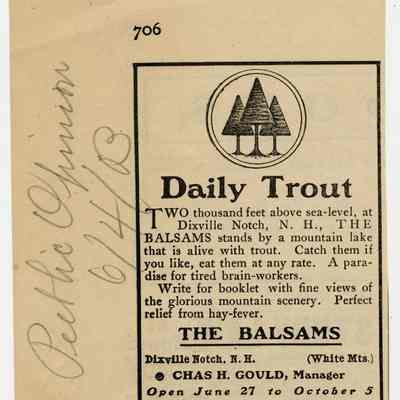 706
Public Opinion
6/4/03
Daily Trout
TWO thousand feet above sea-level, at
Dixville Notch, N. H., THE
BALSAMS stands by a mountain lake
that is alive with trout. Catch them if
you like, eat them at any rate. A para-
dise for tired brain-workers.
Write for booklet with fine views of
the glorious mountain scenery. Perfect
relief from hay-fever.
THE BALSAMS
Dixville Notch, N. H. (White Mts.)
CHAS H. GOULD, Manager
Open June 27 to October 5